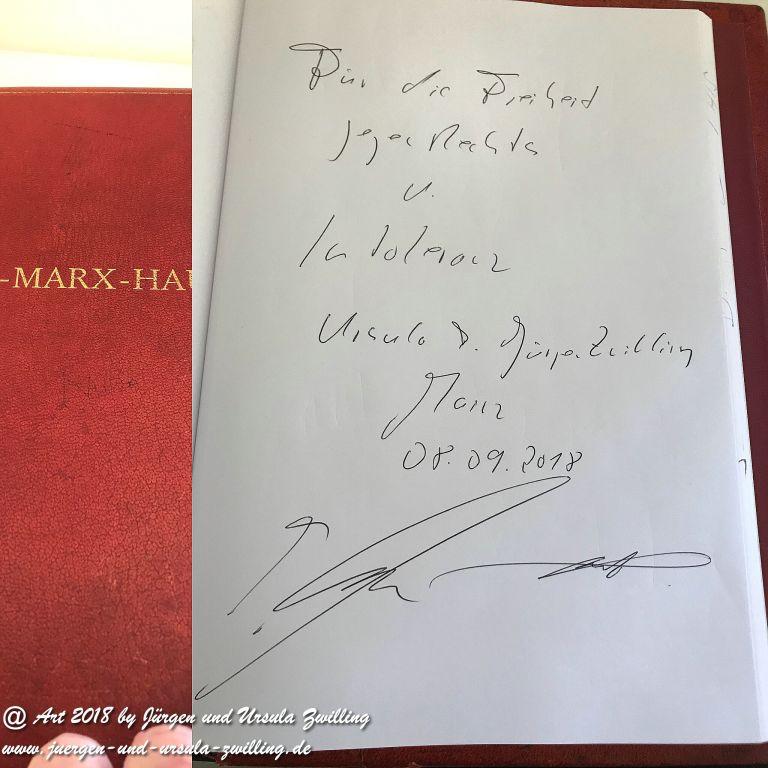 -MARX-HAU
Für die Freiheit
gegen Rechts
u.
Intoleranz
Ursula & Jürgen Zwilling
Mainz
08.09.2018
@ Art 2018 by Jürgen und Ursula Zwilling
www.juergen-und-ursula-zwilling.de